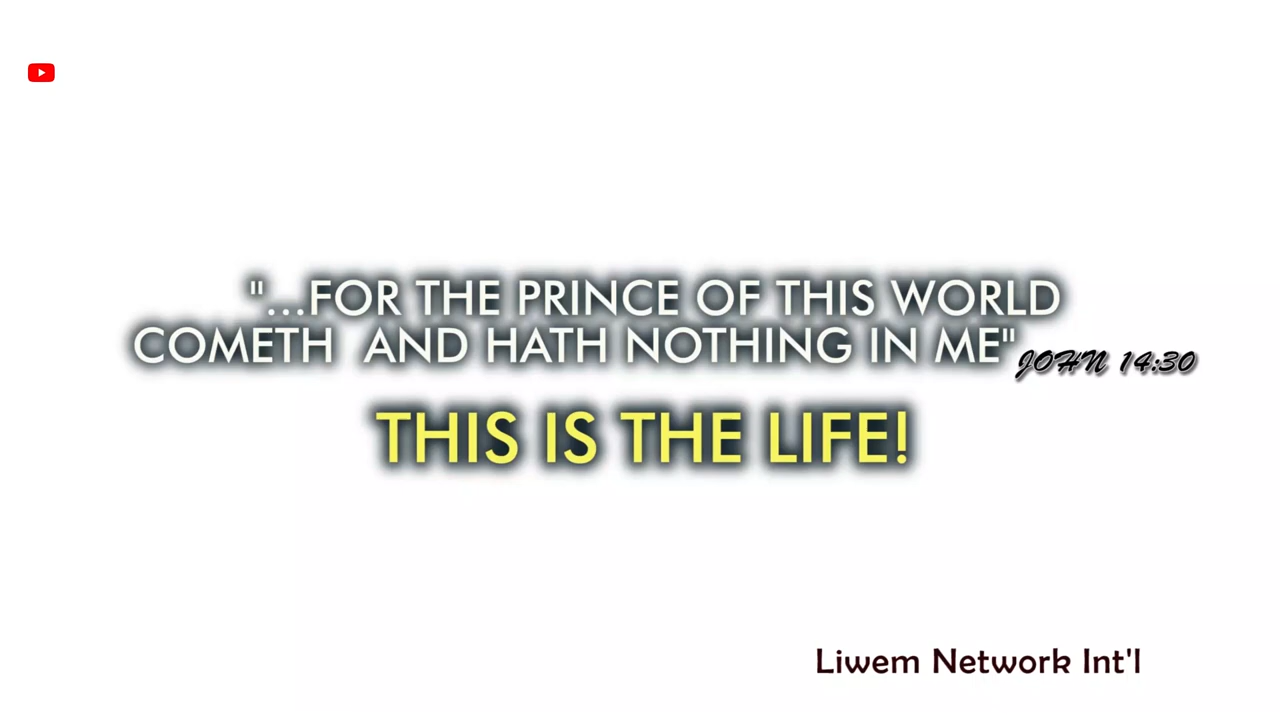 "...FOR THE PRINCE OF THIS WORLD
COMETH  AND HATH NOTHING IN ME" JOHN 14:30
THIS IS THE LIFE!
Liwem Network Int'l